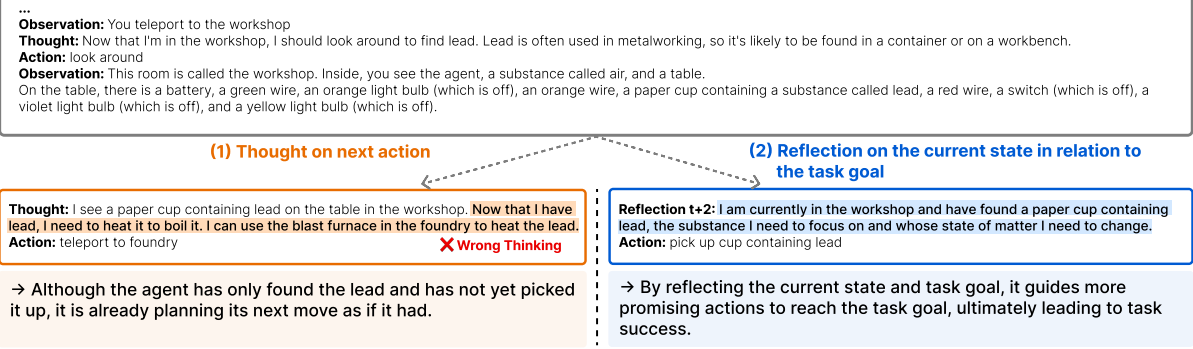 ...
Observation: You teleport to the workshop
Thought: Now that I'm in the workshop, I should look around to find lead. Lead is often used in metalworking, so it's likely to be found in a container or on a workbench.
Action: look around
Observation: This room is called the workshop. Inside, you see the agent, a substance called air, and a table.
On the table, there is a battery, a green wire, an orange light bulb (which is off), an orange wire, a paper cup containing a substance called lead, a red wire, a switch (which is off), a
violet light bulb (which is off), and a yellow light bulb (which is off).
(1) Thought on next action
(2) Reflection on the current state in relation to
the task goal
Thought: I see a paper cup containing lead on the table in the workshop. Now that I have
lead, I need to heat it to boil it. I can use the blast furnace in the foundry to heat the lead.
Action: teleport to foundry
❌ Wrong Thinking
→ Although the agent has only found the lead and has not yet picked
it up, it is already planning its next move as if it had.
Reflection t+2: I am currently in the workshop and have found a paper cup containing
lead, the substance I need to focus on and whose state of matter I need to change.
Action: pick up cup containing lead
→ By reflecting the current state and task goal, it guides more
promising actions to reach the task goal, ultimately leading to task
success.